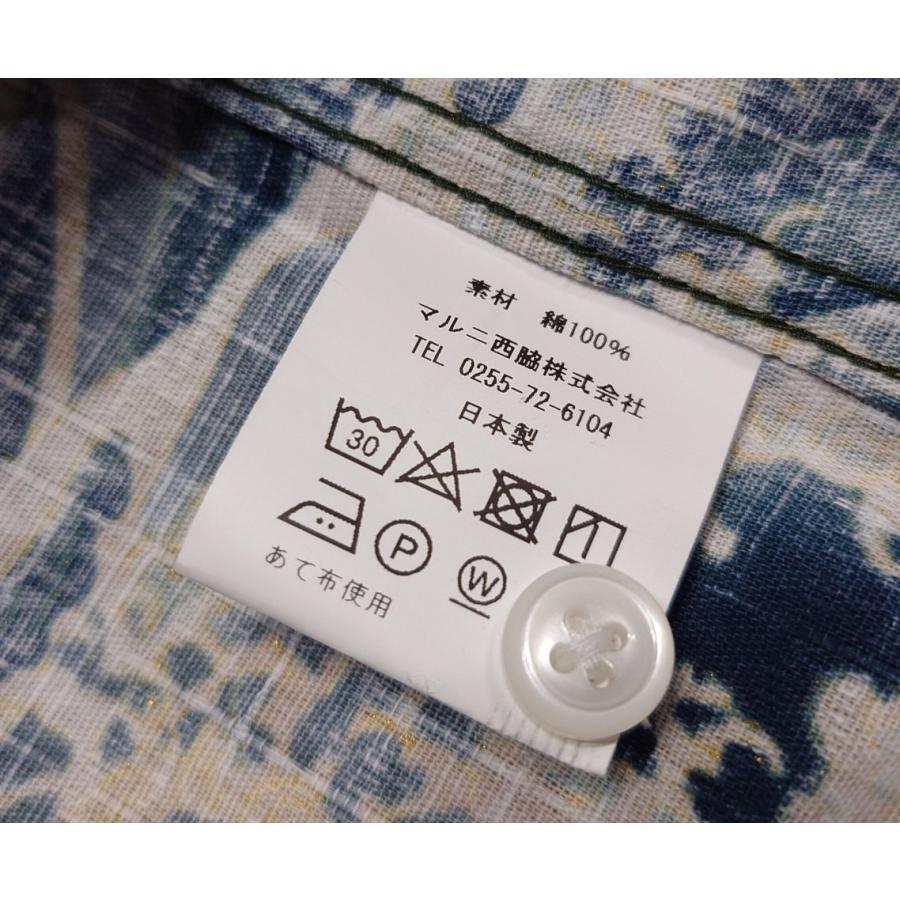 素材 綿100%
マルニ西脇株式会社
TEL 0255-72-6104
日本製
30
P W
あて布使用